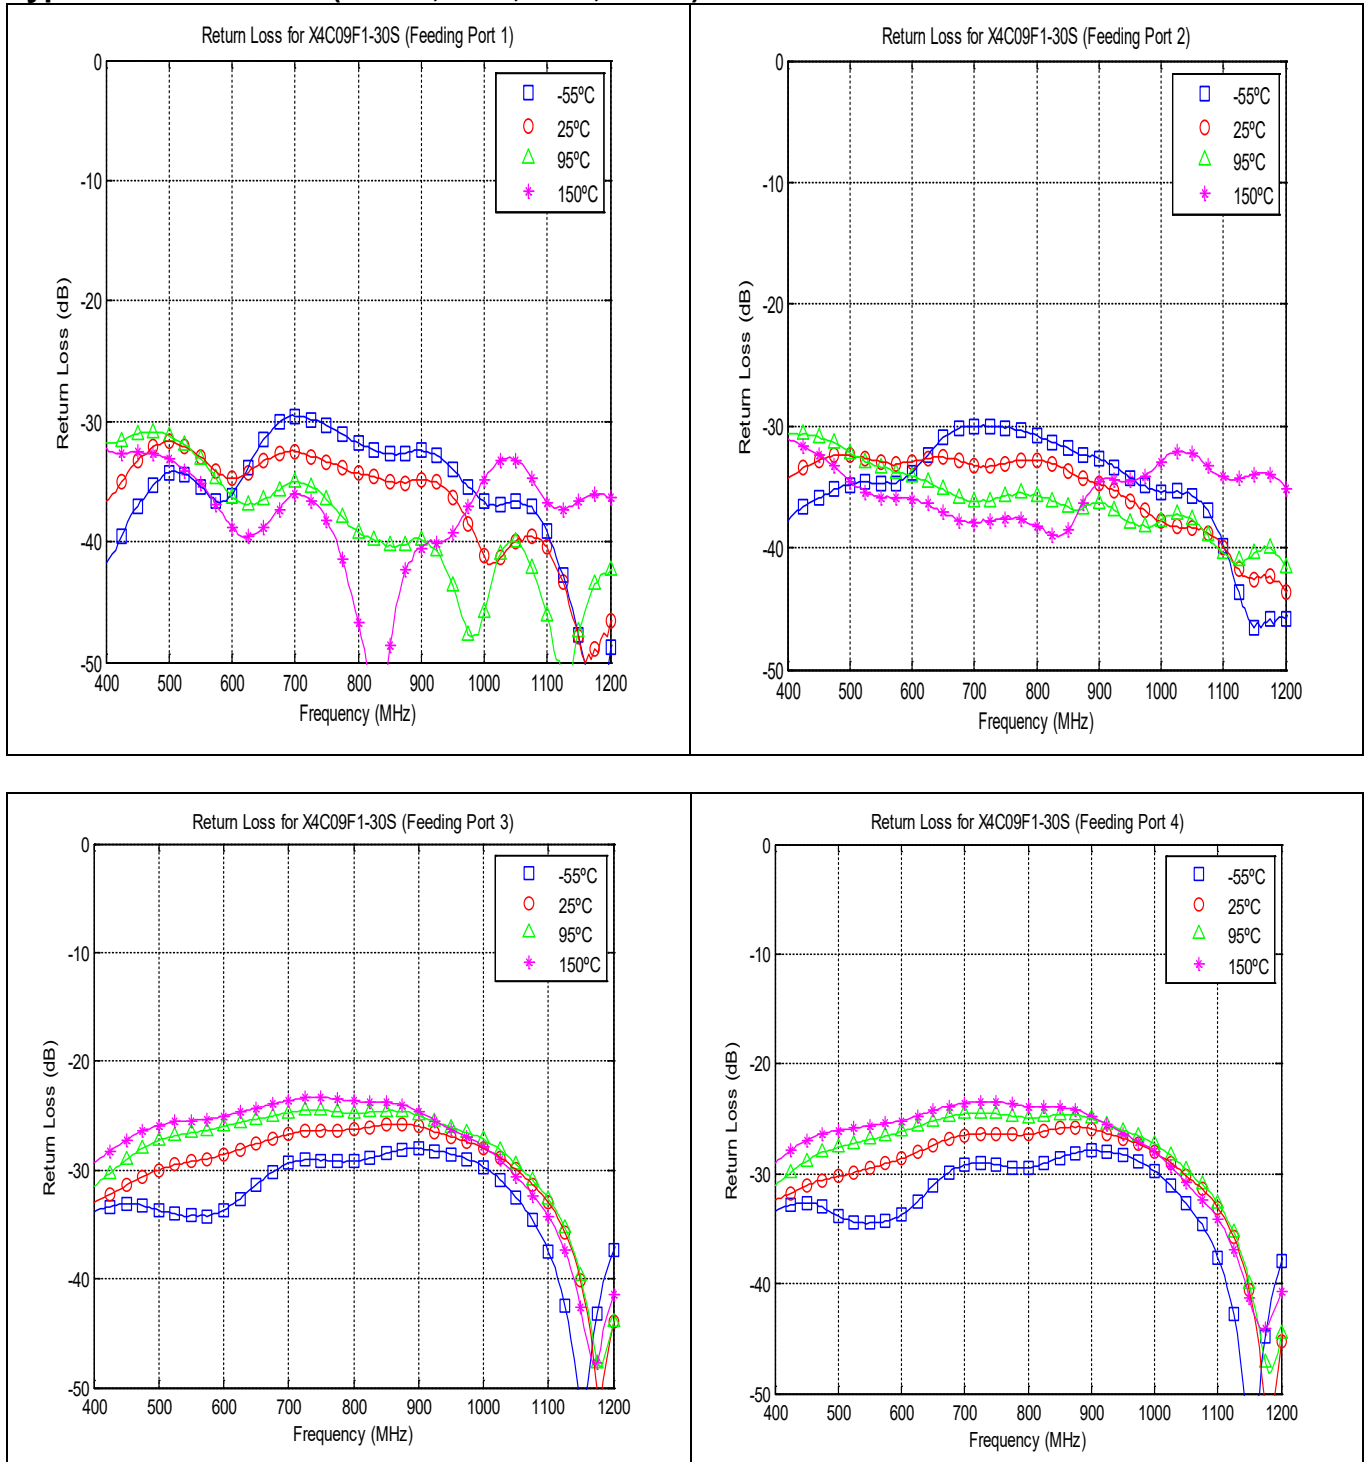 Return Loss for X4C09F1-30S (Feeding Port 1)
Return Loss (dB)
0
-10
-20
-30
-40
-50
-55ºC
25ºC
95ºC
150ºC
400 500 600 700 800 900 1000 1100 1200
Frequency (MHz)
Return Loss for X4C09F1-30S (Feeding Port 2)
Return Loss (dB)
0
-10
-20
-30
-40
-50
-55ºC
25ºC
95ºC
150ºC
400 500 600 700 800 900 1000 1100 1200
Frequency (MHz)
Return Loss for X4C09F1-30S (Feeding Port 3)
Return Loss (dB)
0
-10
-20
-30
-40
-50
-55ºC
25ºC
95ºC
150ºC
400 500 600 700 800 900 1000 1100 1200
Frequency (MHz)
Return Loss for X4C09F1-30S (Feeding Port 4)
Return Loss (dB)
0
-10
-20
-30
-40
-50
-55ºC
25ºC
95ºC
150ºC
400 500 600 700 800 900 1000 1100 1200
Frequency (MHz)